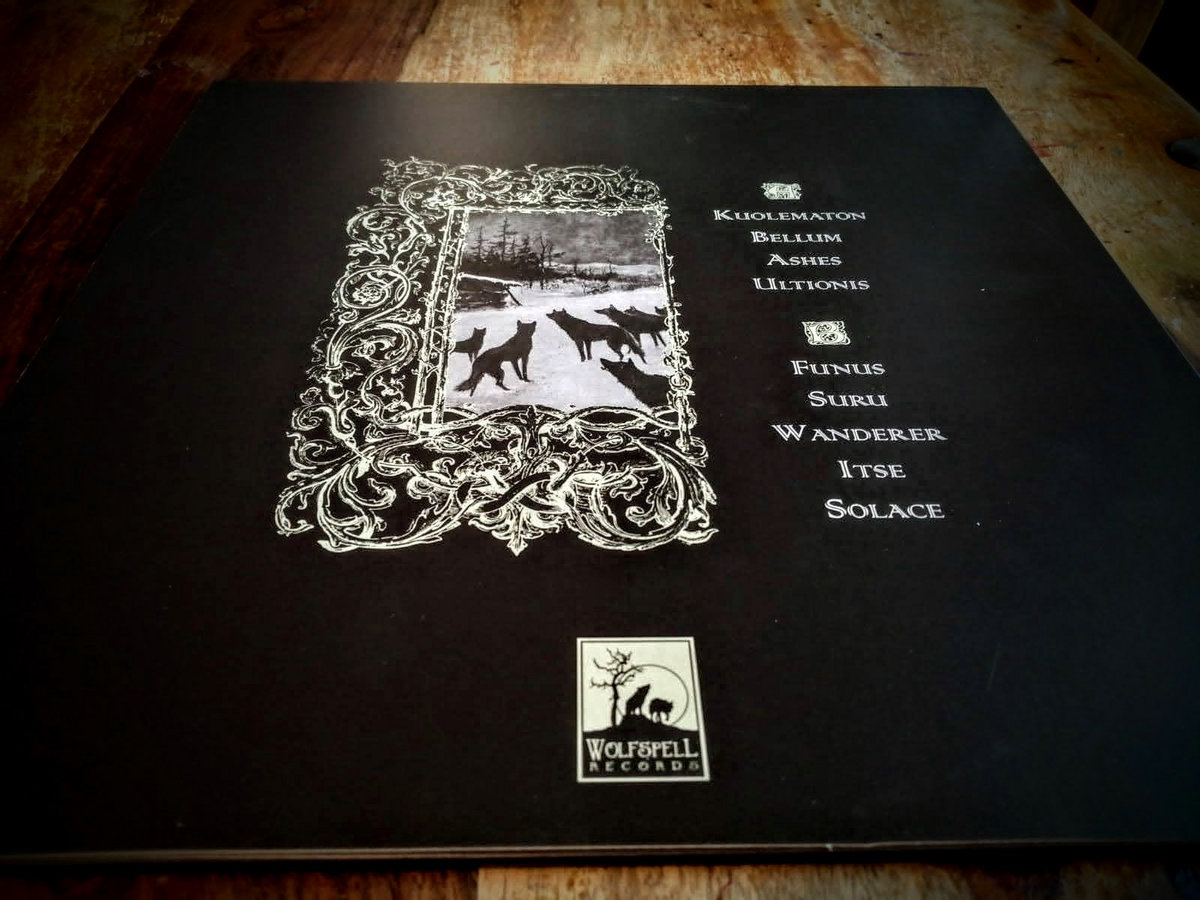 A
Kuolematon
Bellum
Ashes
Ultionis
B
Funus
Suru
Wanderer
Itse
Solace
Wolfspell
Records